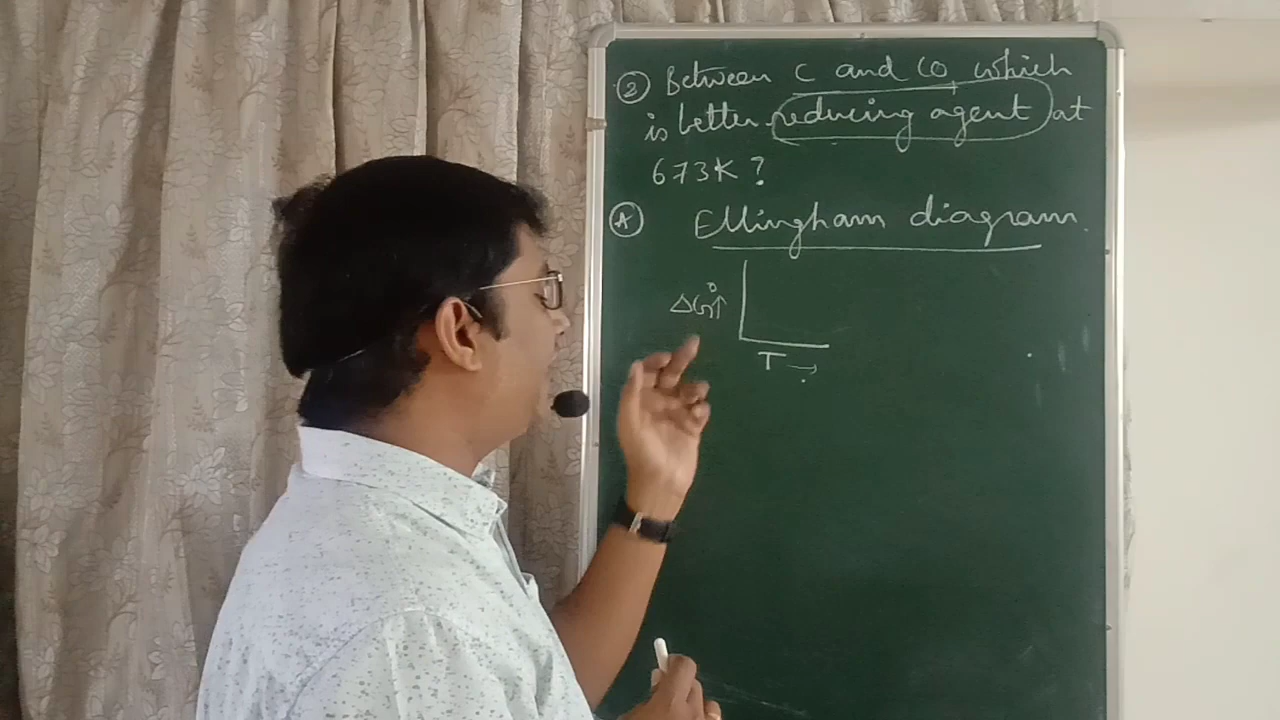 ② Between C and CO, which
is better reducing agent at
673K ?
Ⓐ Ellingham diagram.
ΔG°↑
T →